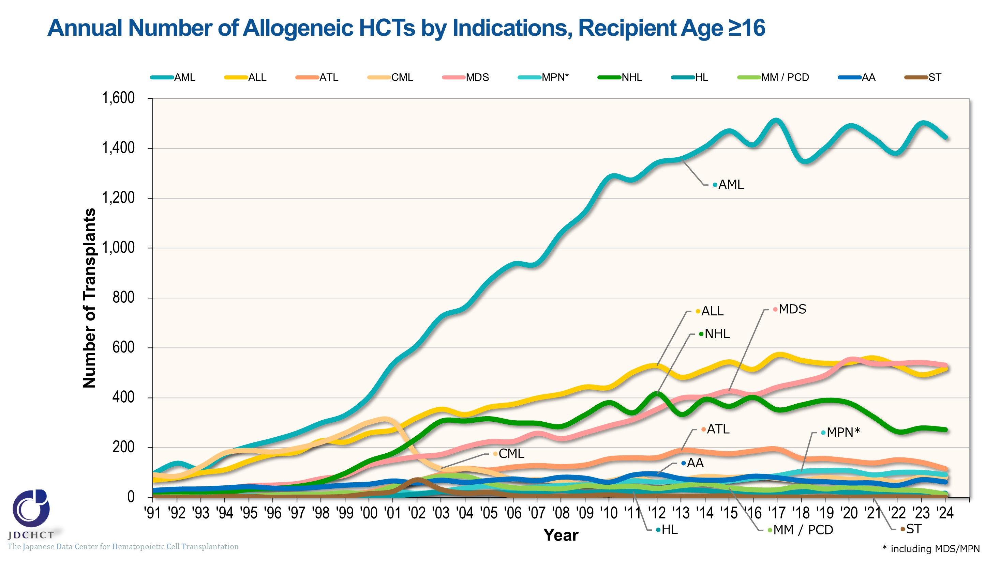 Annual Number of Allogeneic HCTs by Indications, Recipient Age ≥16
AML ALL ATL CML MDS MPN* NHL HL MM / PCD AA ST
Number of Transplants
1,600
1,400
1,200
1,000
800
600
400
200
0
AML
ALL
MDS
NHL
ATL
MPN*
CML
AA
'91 '92 '93 '94 '95 '96 '97 '98 '99 '00 '01 '02 '03 '04 '05 '06 '07 '08 '09 '10 '11 '12 '13 '14 '15 '16 '17 '18 '19 '20 '21 '22 '23 '24
HL
MM / PCD
ST
Year
JDCHCT
The Japanese Data Center for Hematopoietic Cell Transplantation
* including MDS/MPN